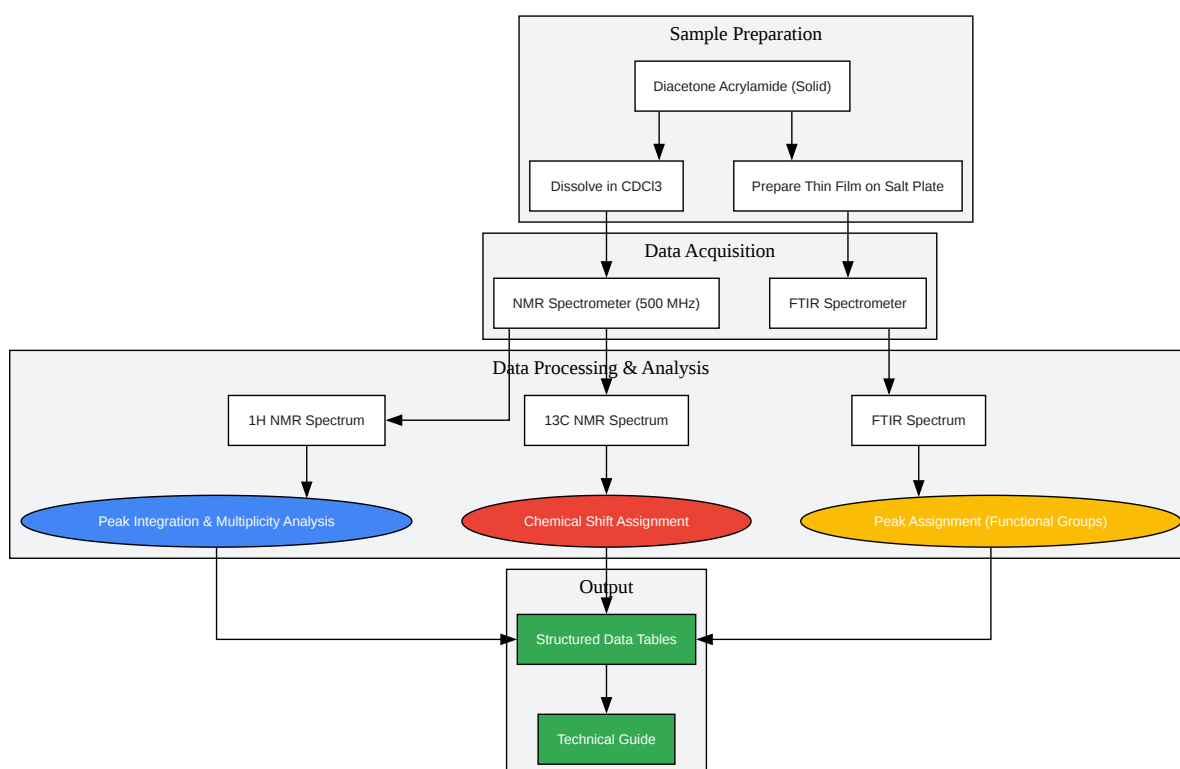 Sample Preparation
Diacetone Acrylamide (Solid)
Dissolve in CDCl3
Prepare Thin Film on Salt Plate
Data Acquisition
NMR Spectrometer (500 MHz)
FTIR Spectrometer
Data Processing & Analysis
1H NMR Spectrum
13C NMR Spectrum
FTIR Spectrum
Peak Integration & Multiplicity Analysis
Chemical Shift Assignment
Peak Assignment (Functional Groups)
Output
Structured Data Tables
Technical Guide